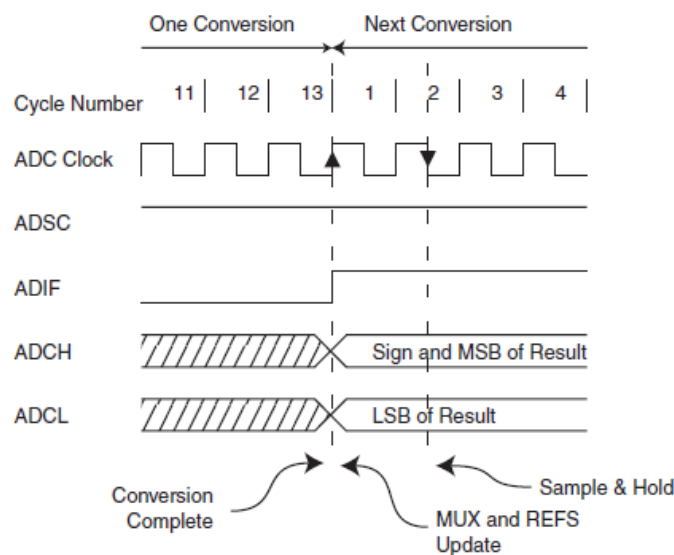 One Conversion Next Conversion
Cycle Number 11 12 13 1 2 3 4
ADC Clock
ADSC
ADIF
ADCH Sign and MSB of Result
ADCL LSB of Result
Conversion
Complete
MUX and REFS
Update
Sample & Hold